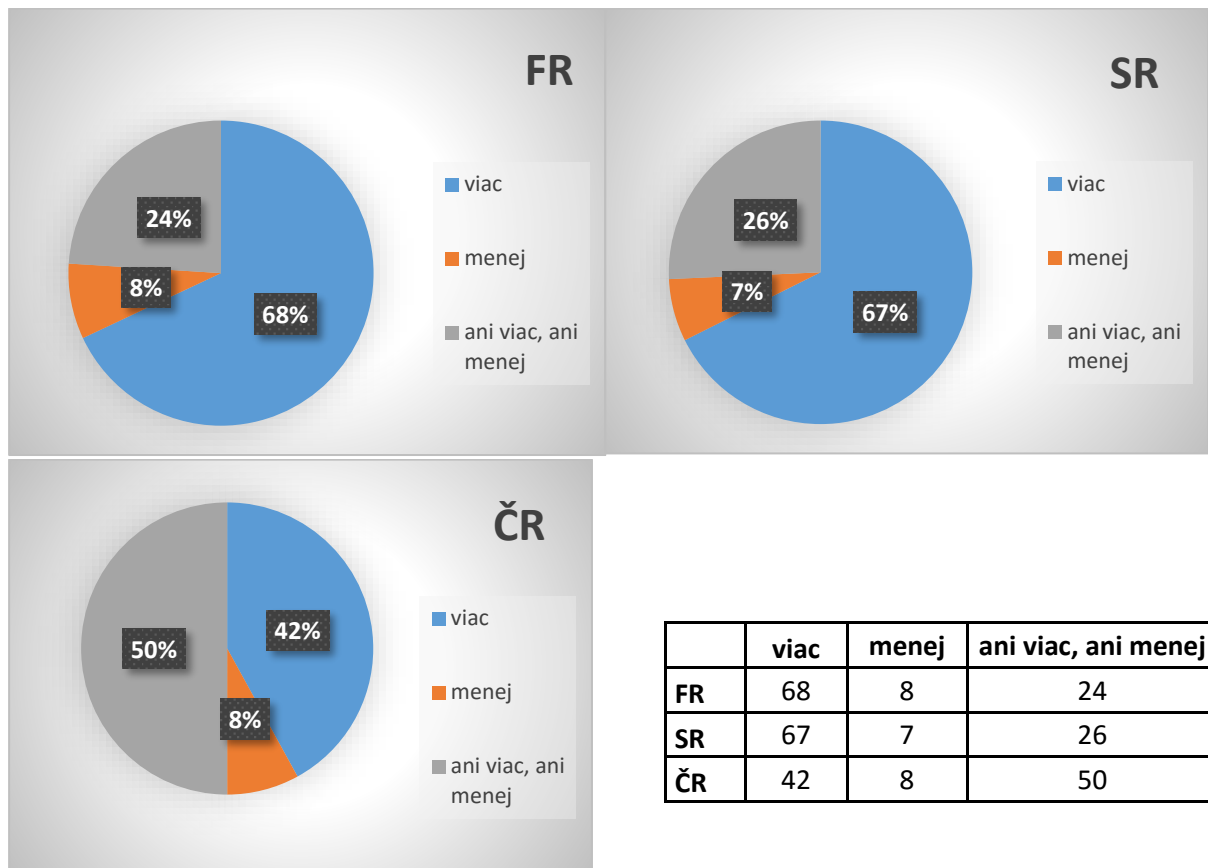 FR
24%
8%
68%
viac
menej
ani viac, ani
menej
SR
26%
7%
67%
viac
menej
ani viac, ani
menej
ČR
50%
42%
8%
viac
menej
ani viac, ani
menej
viac menej ani viac, ani menej
FR 68 8 24
SR 67 7 26
ČR 42 8 50